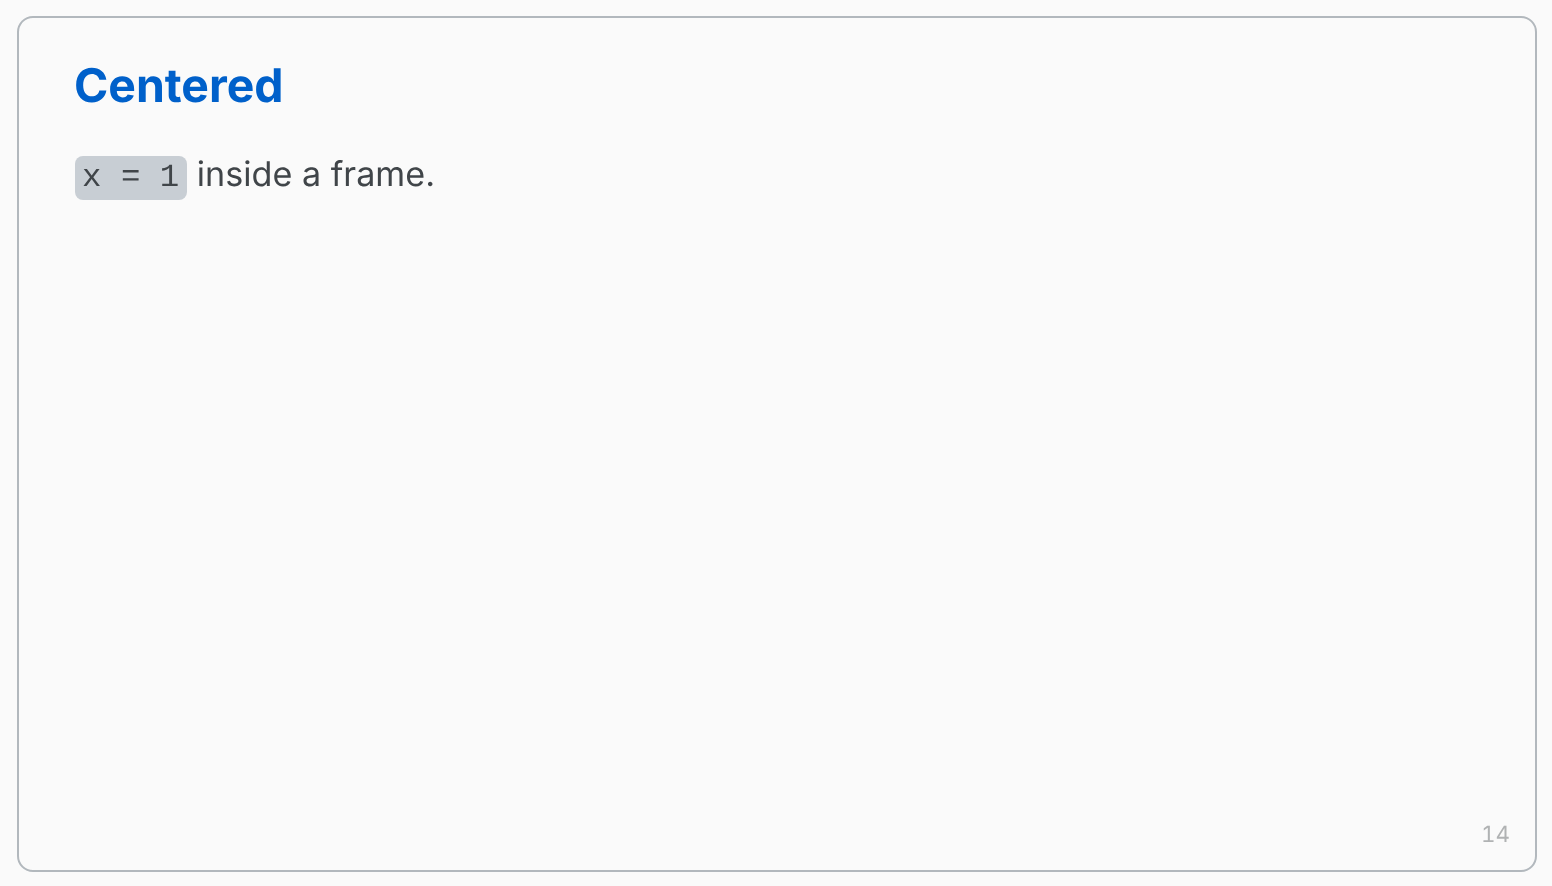 Centered
x = 1 inside a frame.
14